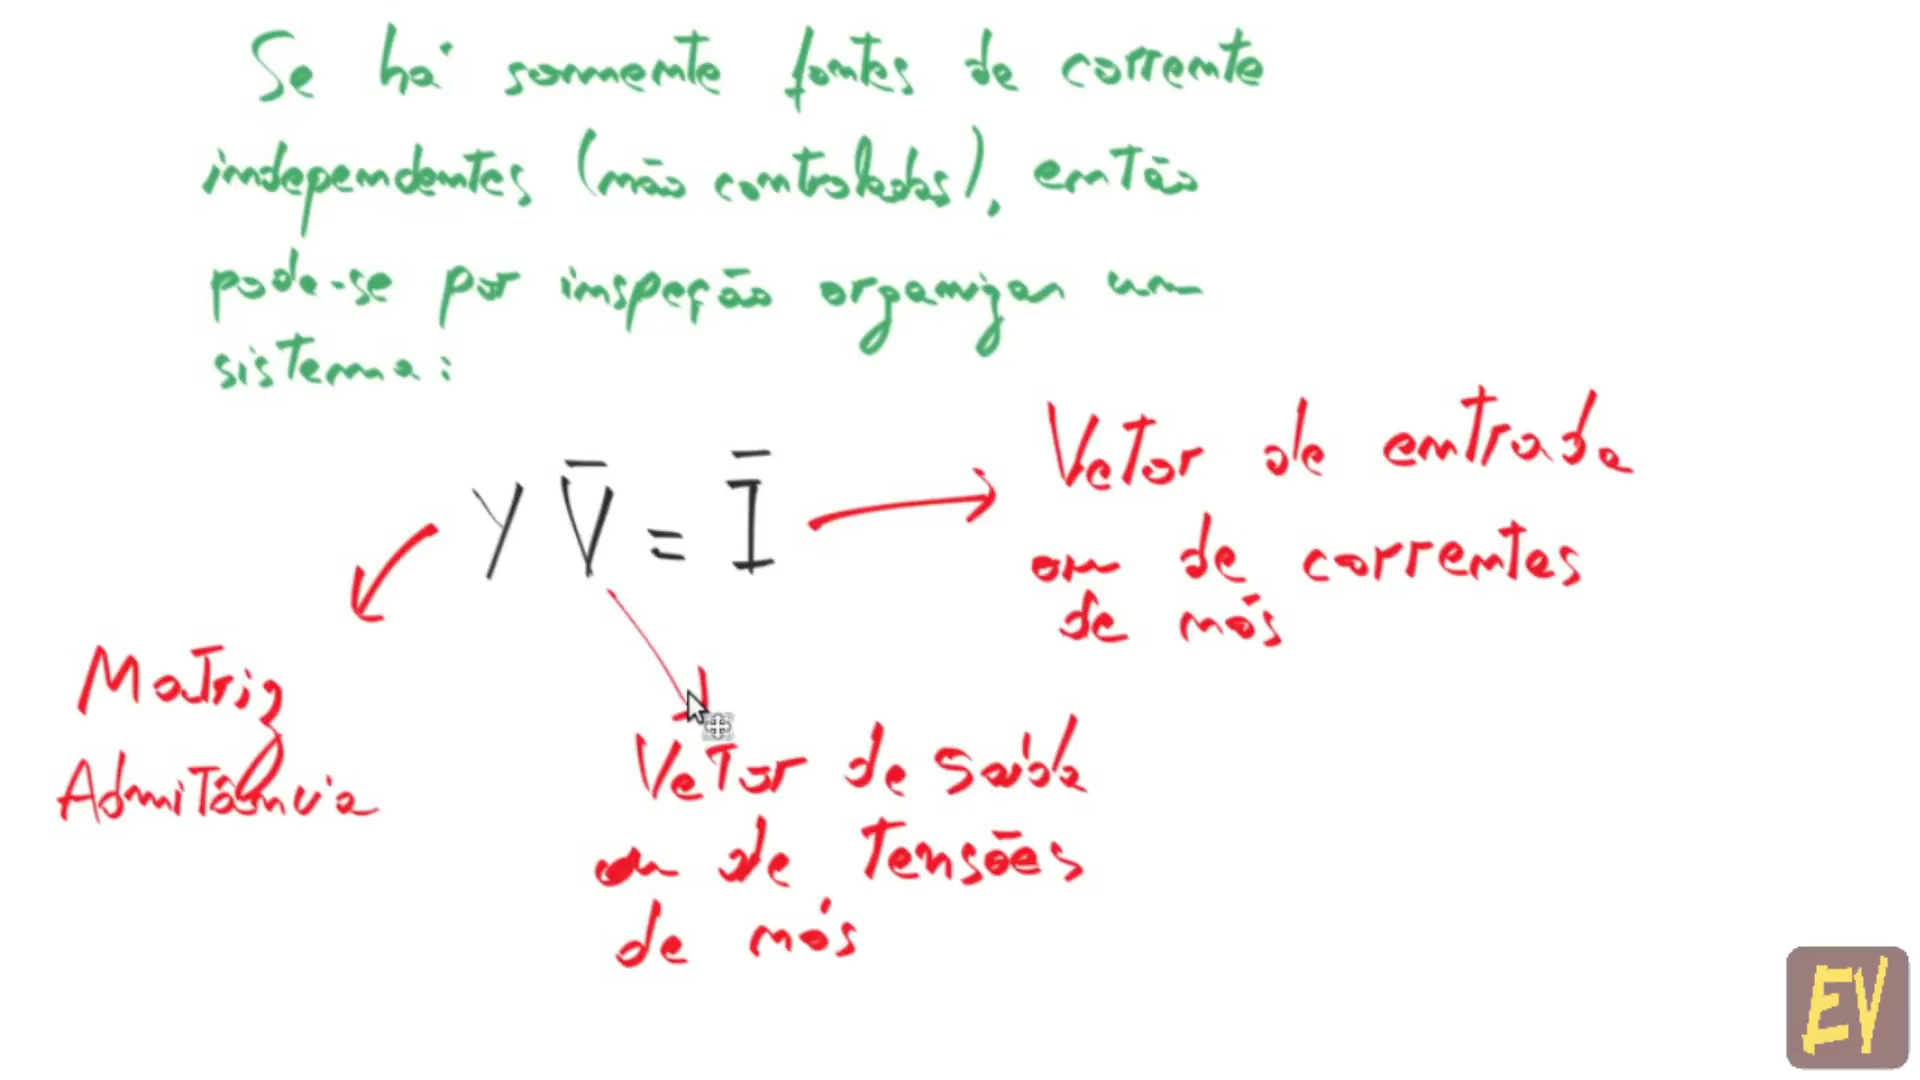 Se há somente fontes de corrente
independentes (não controladas), então
pode-se por inspeção organizar um
sistema:
Y V̅ = I̅
Vetor de entrada
ou de correntes
de nós
Matriz
Admitância
Vetor de saída
ou de tensões
de nós
EV